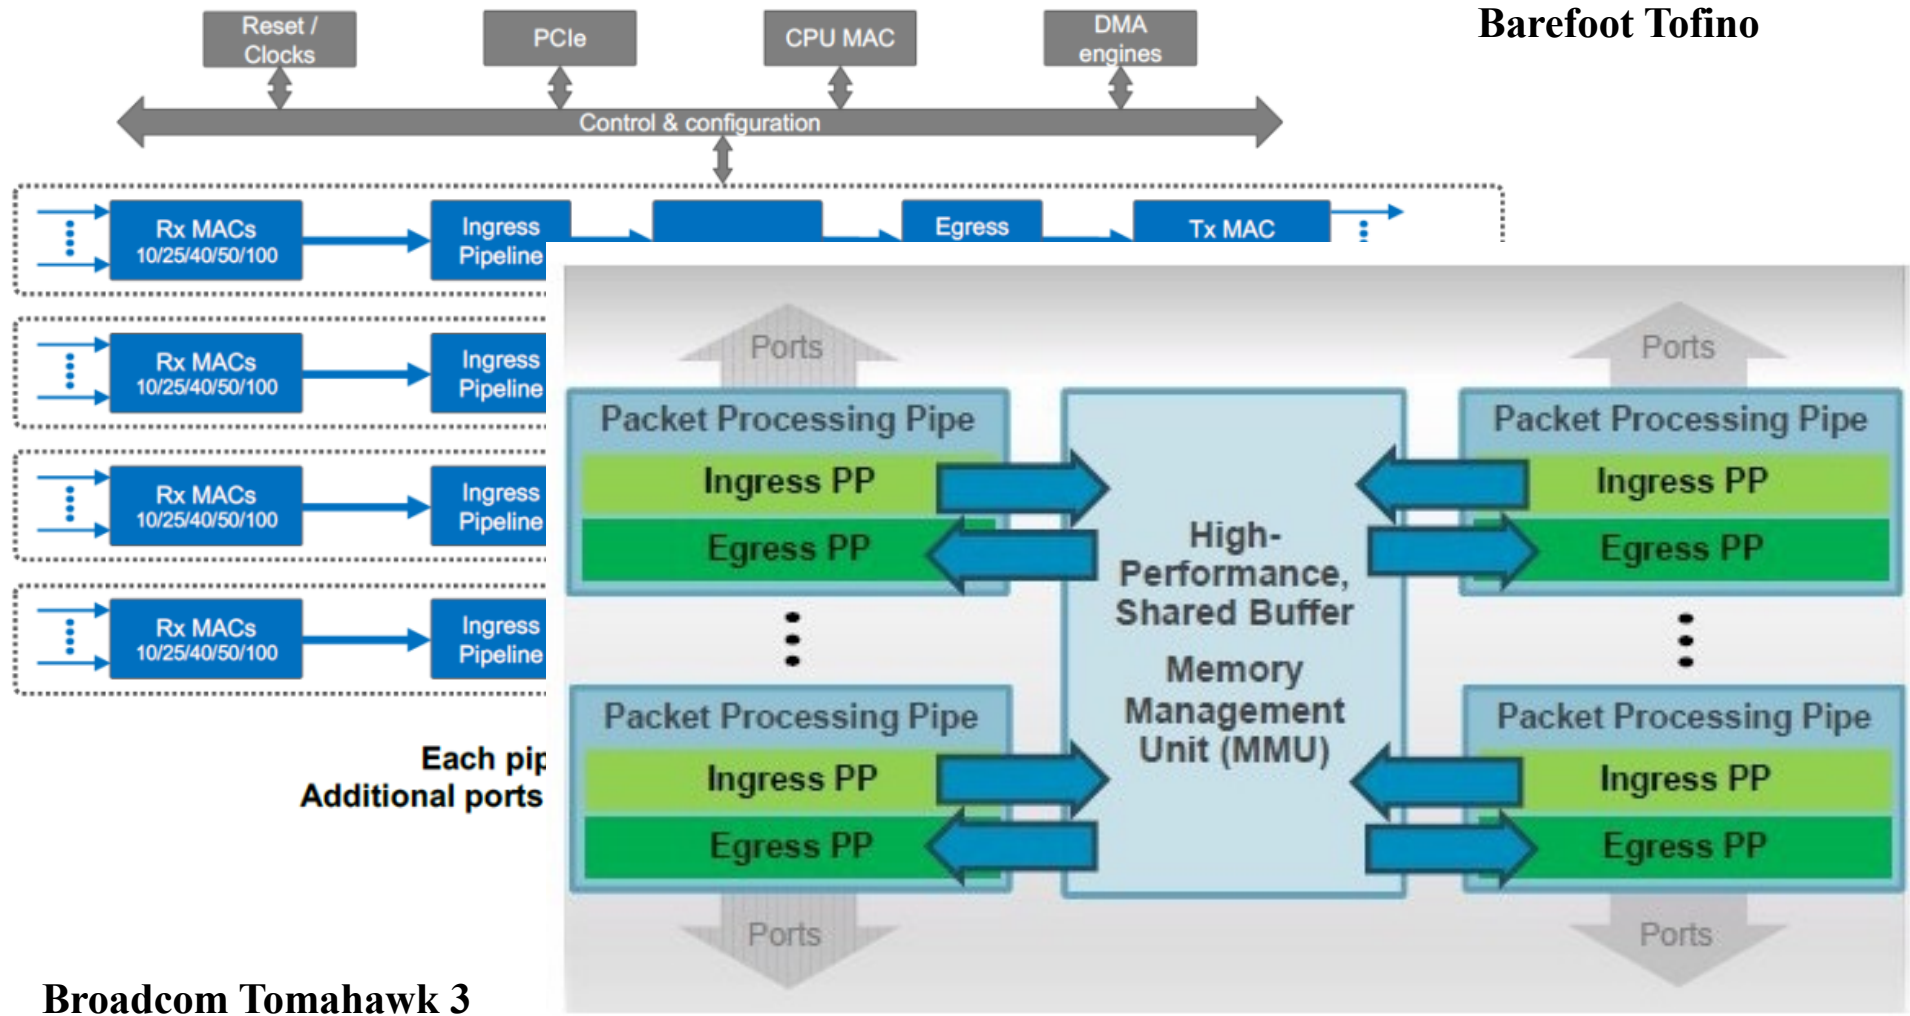 Barefoot Tofino
Reset /
Clocks
PCIe
CPU MAC
DMA
engines
Control & configuration
Rx MACs
10/25/40/50/100
Ingress
Pipeline
Egress
Tx MAC
Rx MACs
10/25/40/50/100
Ingress
Pipeline
Rx MACs
10/25/40/50/100
Ingress
Pipeline
Rx MACs
10/25/40/50/100
Ingress
Pipeline
Each pip
Additional ports
Ports
Ports
Packet Processing Pipe
Ingress PP
Egress PP
Packet Processing Pipe
Ingress PP
Egress PP
High-
Performance,
Shared Buffer
Memory
Management
Unit (MMU)
Packet Processing Pipe
Ingress PP
Egress PP
Packet Processing Pipe
Ingress PP
Egress PP
Ports
Ports
Broadcom Tomahawk 3